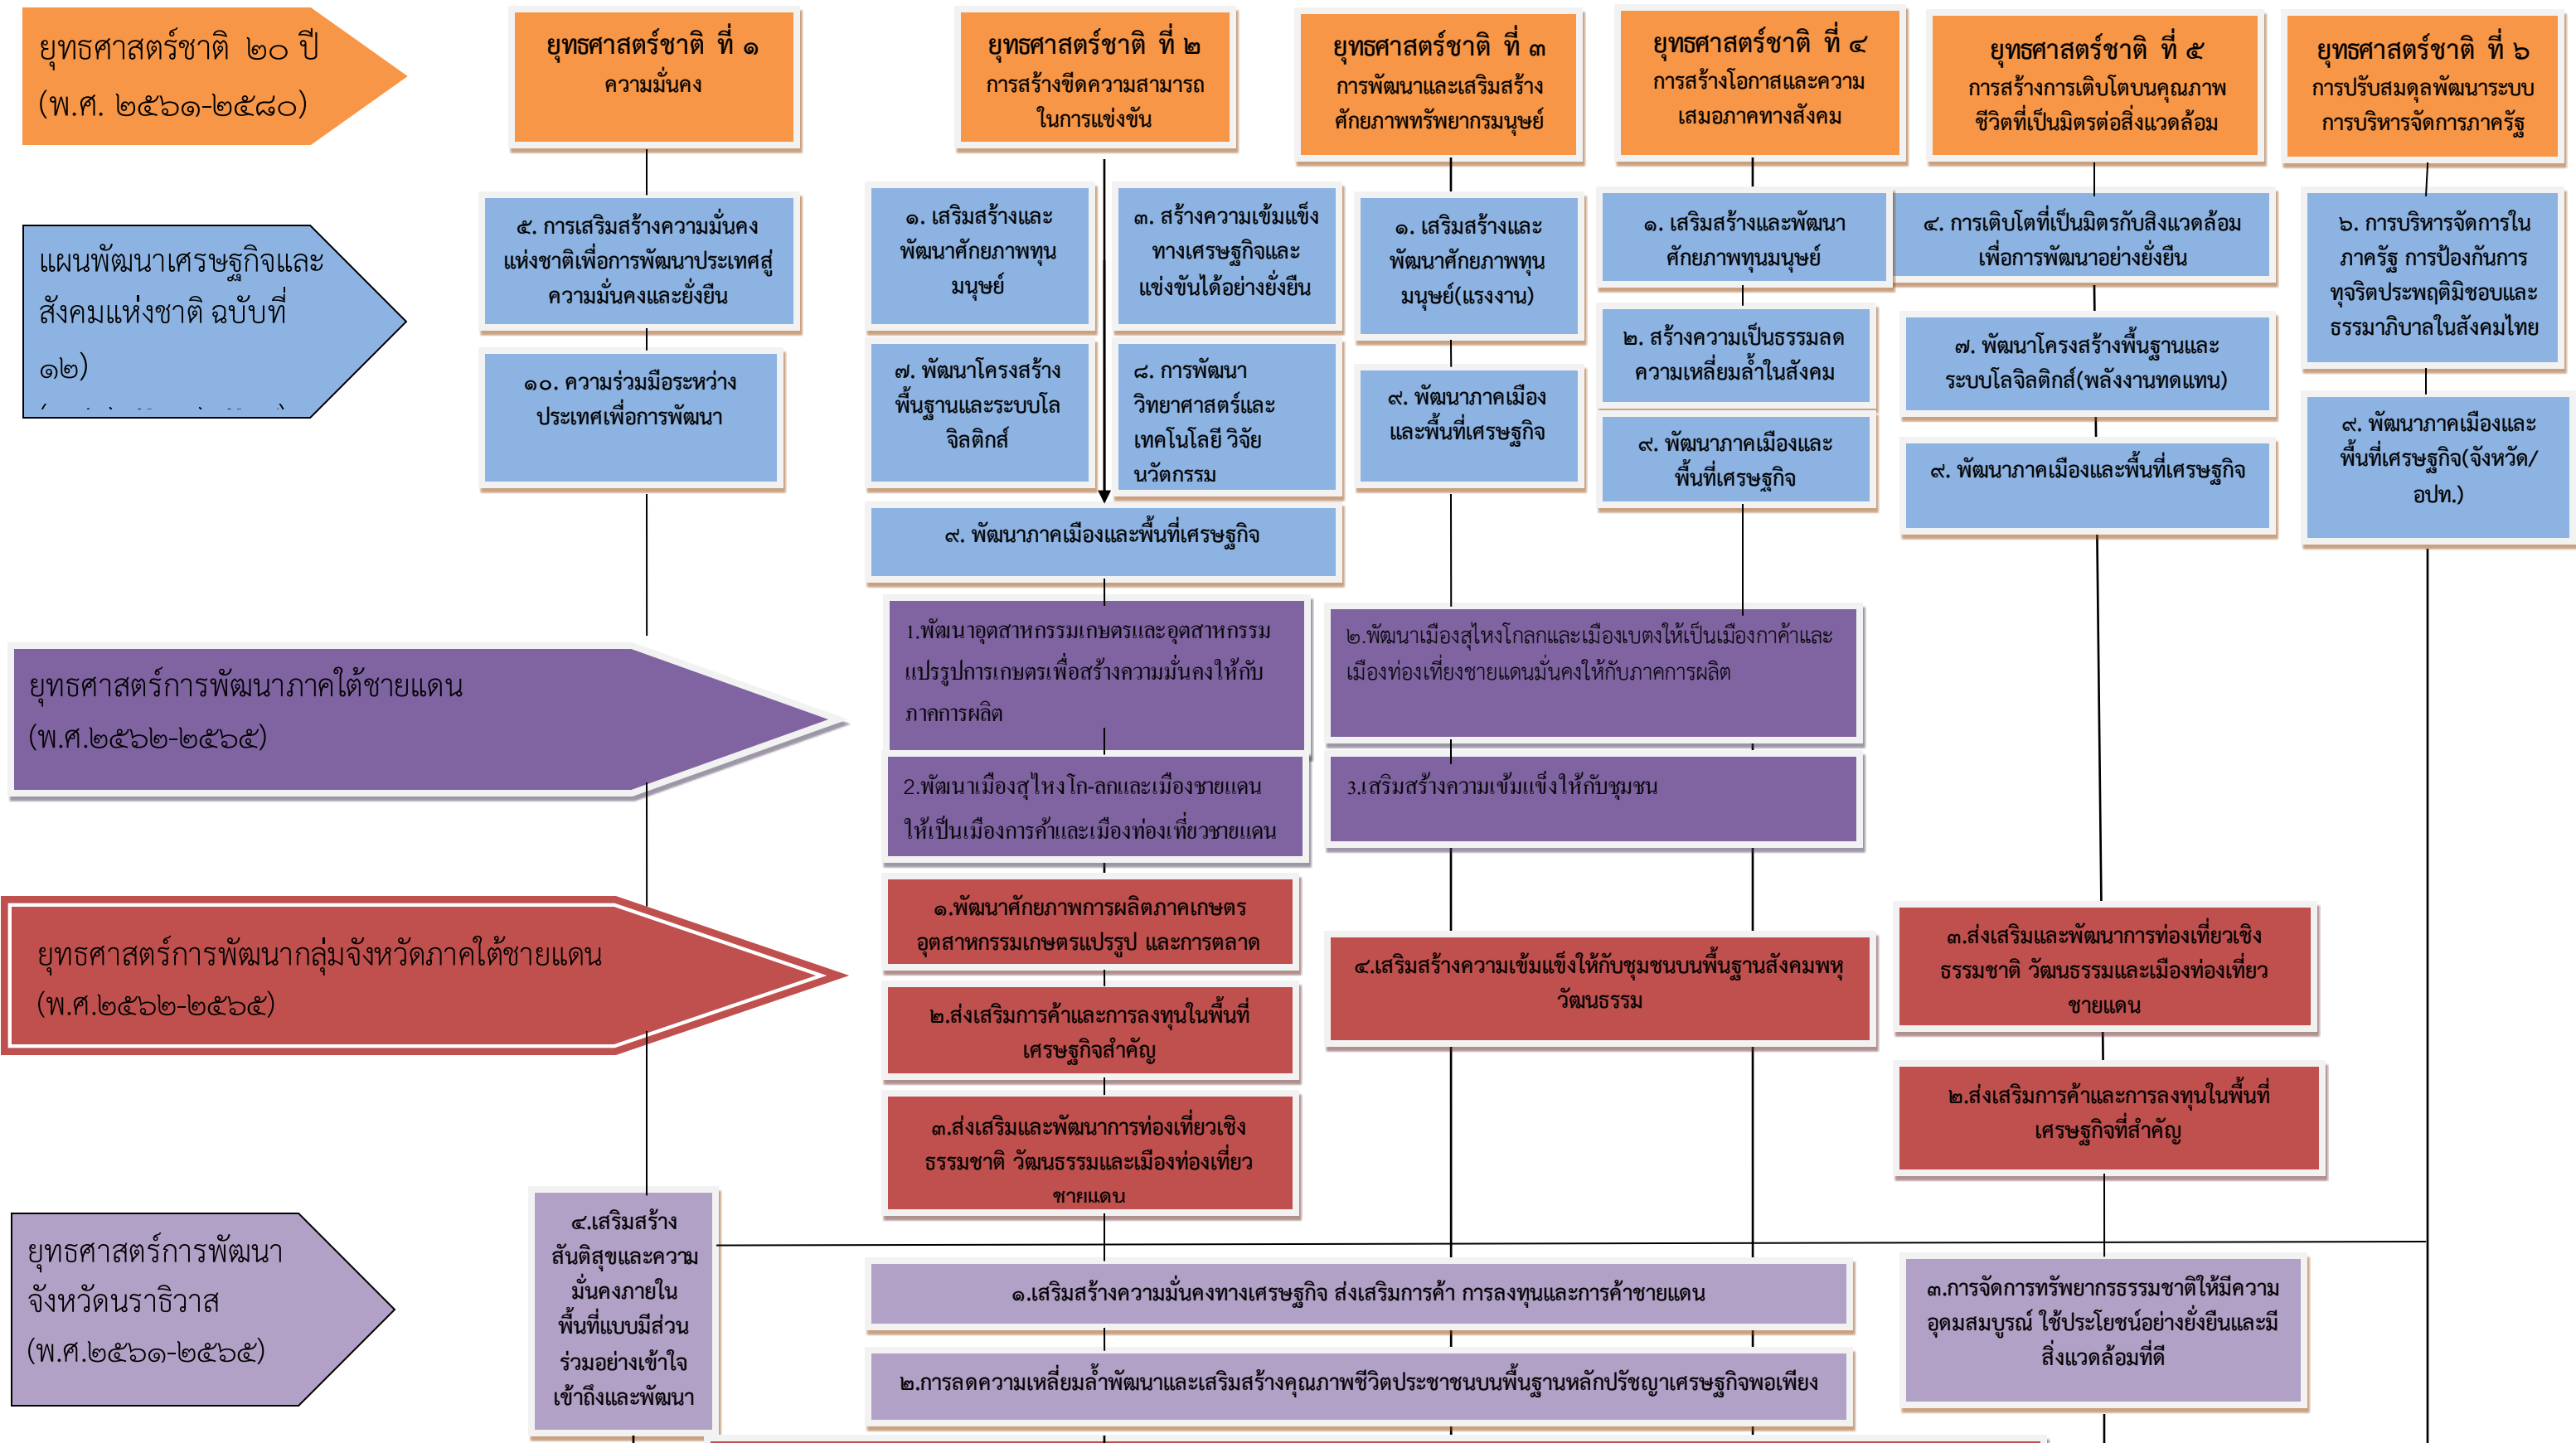 ยุทธศาสตร์ชาติ ๒๐ ปี
(พ.ศ. ๒๕๖๑-๒๕๘๐)
ยุทธศาสตร์ชาติ ที่ ๑
ความมั่นคง
ยุทธศาสตร์ชาติ ที่ ๒
การสร้างขีดความสามารถ
ในการแข่งขัน
ยุทธศาสตร์ชาติ ที่ ๓
การพัฒนาและเสริมสร้าง
ศักยภาพทรัพยากรมนุษย์
ยุทธศาสตร์ชาติ ที่ ๔
การสร้างโอกาสและความ
เสมอภาคทางสังคม
ยุทธศาสตร์ชาติ ที่ ๕
การสร้างการเติบโตบนคุณภาพ
ชีวิตที่เป็นมิตรต่อสิ่งแวดล้อม
ยุทธศาสตร์ชาติ ที่ ๖
การปรับสมดุลพัฒนาระบบ
การบริหารจัดการภาครัฐ
แผนพัฒนาเศรษฐกิจและ
สังคมแห่งชาติ ฉบับที่
๑๒)
๕. การเสริมสร้างความมั่นคง
แห่งชาติเพื่อการพัฒนาประเทศสู่
ความมั่นคงและยั่งยืน
๑๐. ความร่วมมือระหว่าง
ประเทศเพื่อการพัฒนา
๑. เสริมสร้างและ
พัฒนาศักยภาพทุน
มนุษย์
๓. สร้างความเข้มแข็ง
ทางเศรษฐกิจและ
แข่งขันได้อย่างยั่งยืน
๗. พัฒนาโครงสร้าง
พื้นฐานและระบบโล
จิลติกส์
๘. การพัฒนา
วิทยาศาสตร์และ
เทคโนโลยี วิจัย
นวัตกรรม
๙. พัฒนาภาคเมืองและพื้นที่เศรษฐกิจ
๑. เสริมสร้างและ
พัฒนาศักยภาพทุน
มนุษย์(แรงงาน)
๙. พัฒนาภาคเมือง
และพื้นที่เศรษฐกิจ
๑. เสริมสร้างและพัฒนา
ศักยภาพทุนมนุษย์
๒. สร้างความเป็นธรรมลด
ความเหลี่ยมล้ำในสังคม
๙. พัฒนาภาคเมืองและ
พื้นที่เศรษฐกิจ
๔. การเติบโตที่เป็นมิตรกับสิงแวดล้อม
เพื่อการพัฒนาอย่างยั่งยืน
๗. พัฒนาโครงสร้างพื้นฐานและ
ระบบโลจิลติกส์(พลังงานทดแทน)
๙. พัฒนาภาคเมืองและพื้นที่เศรษฐกิจ
๖. การบริหารจัดการใน
ภาครัฐ การป้องกันการ
ทุจริตประพฤติมิชอบและ
ธรรมาภิบาลในสังคมไทย
๙. พัฒนาภาคเมืองและ
พื้นที่เศรษฐกิจ(จังหวัด/
อปท.)
ยุทธศาสตร์การพัฒนาภาคใต้ชายแดน
(พ.ศ.๒๕๖๒-๒๕๖๕)
1.พัฒนาอุตสาหกรรมเกษตรและอุตสาหกรรม
แปรรูปการเกษตรเพื่อสร้างความมั่นคงให้กับ
ภาคการผลิต
2.พัฒนาเมืองสุไหงโก-ลกและเมืองชายแดน
ให้เป็นเมืองการค้าและเมืองท่องเที่ยวชายแดน
๒.พัฒนาเมืองสุไหงโกลกและเมืองเบตงให้เป็นเมืองกาค้าและ
เมืองท่องเที่ยงชายแดนมั่นคงให้กับภาคการผลิต
3.เสริมสร้างความเข้มแข็งให้กับชุมชน
ยุทธศาสตร์การพัฒนากลุ่มจังหวัดภาคใต้ชายแดน
(พ.ศ.๒๕๖๒-๒๕๖๕)
๑.พัฒนาศักยภาพการผลิตภาคเกษตร
อุตสาหกรรมเกษตรแปรรูป และการตลาด
๒.ส่งเสริมการค้าและการลงทุนในพื้นที่
เศรษฐกิจสำคัญ
๓.ส่งเสริมและพัฒนาการท่องเที่ยวเชิง
ธรรมชาติ วัฒนธรรมและเมืองท่องเที่ยว
ชายแดน
๔.เสริมสร้างความเข้มแข็งให้กับชุมชนบนพื้นฐานสังคมพหุ
วัฒนธรรม
๓.ส่งเสริมและพัฒนาการท่องเที่ยวเชิง
ธรรมชาติ วัฒนธรรมและเมืองท่องเที่ยว
ชายแดน
๒.ส่งเสริมการค้าและการลงทุนในพื้นที่
เศรษฐกิจที่สำคัญ
ยุทธศาสตร์การพัฒนา
จังหวัดนราธิวาส
(พ.ศ.๒๕๖๑-๒๕๖๕)
๔.เสริมสร้าง
สันติสุขและความ
มั่นคงภายใน
พื้นที่แบบมีส่วน
ร่วมอย่างเข้าใจ
เข้าถึงและพัฒนา
๑.เสริมสร้างความมั่นคงทางเศรษฐกิจ ส่งเสริมการค้า การลงทุนและการค้าชายแดน
๒.การลดความเหลี่ยมล้ำพัฒนาและเสริมสร้างคุณภาพชีวิตประชาชนบนพื้นฐานหลักปรัชญาเศรษฐกิจพอเพียง
๓.การจัดการทรัพยากรธรรมชาติให้มีความ
อุดมสมบูรณ์ ใช้ประโยชน์อย่างยั่งยืนและมี
สิ่งแวดล้อมที่ดี